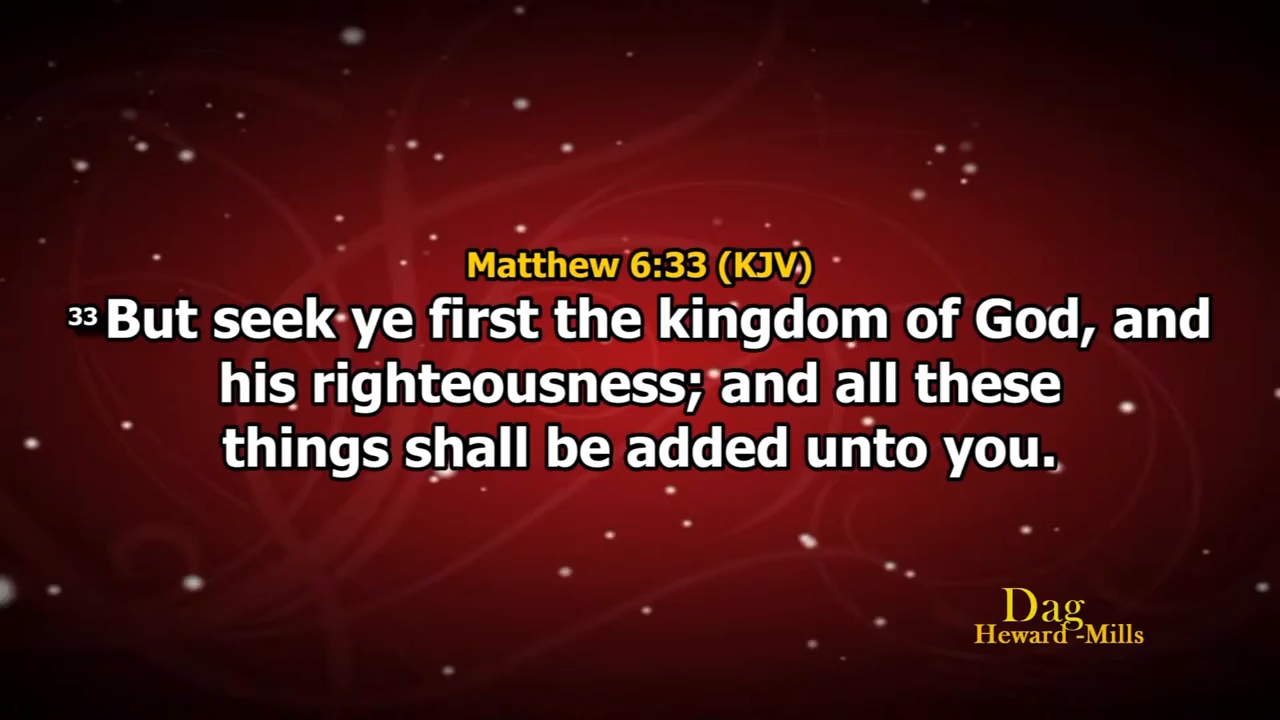 Matthew 6:33 (KJV)
33 But seek ye first the kingdom of God, and
his righteousness; and all these
things shall be added unto you.
Dag
Heward -Mills